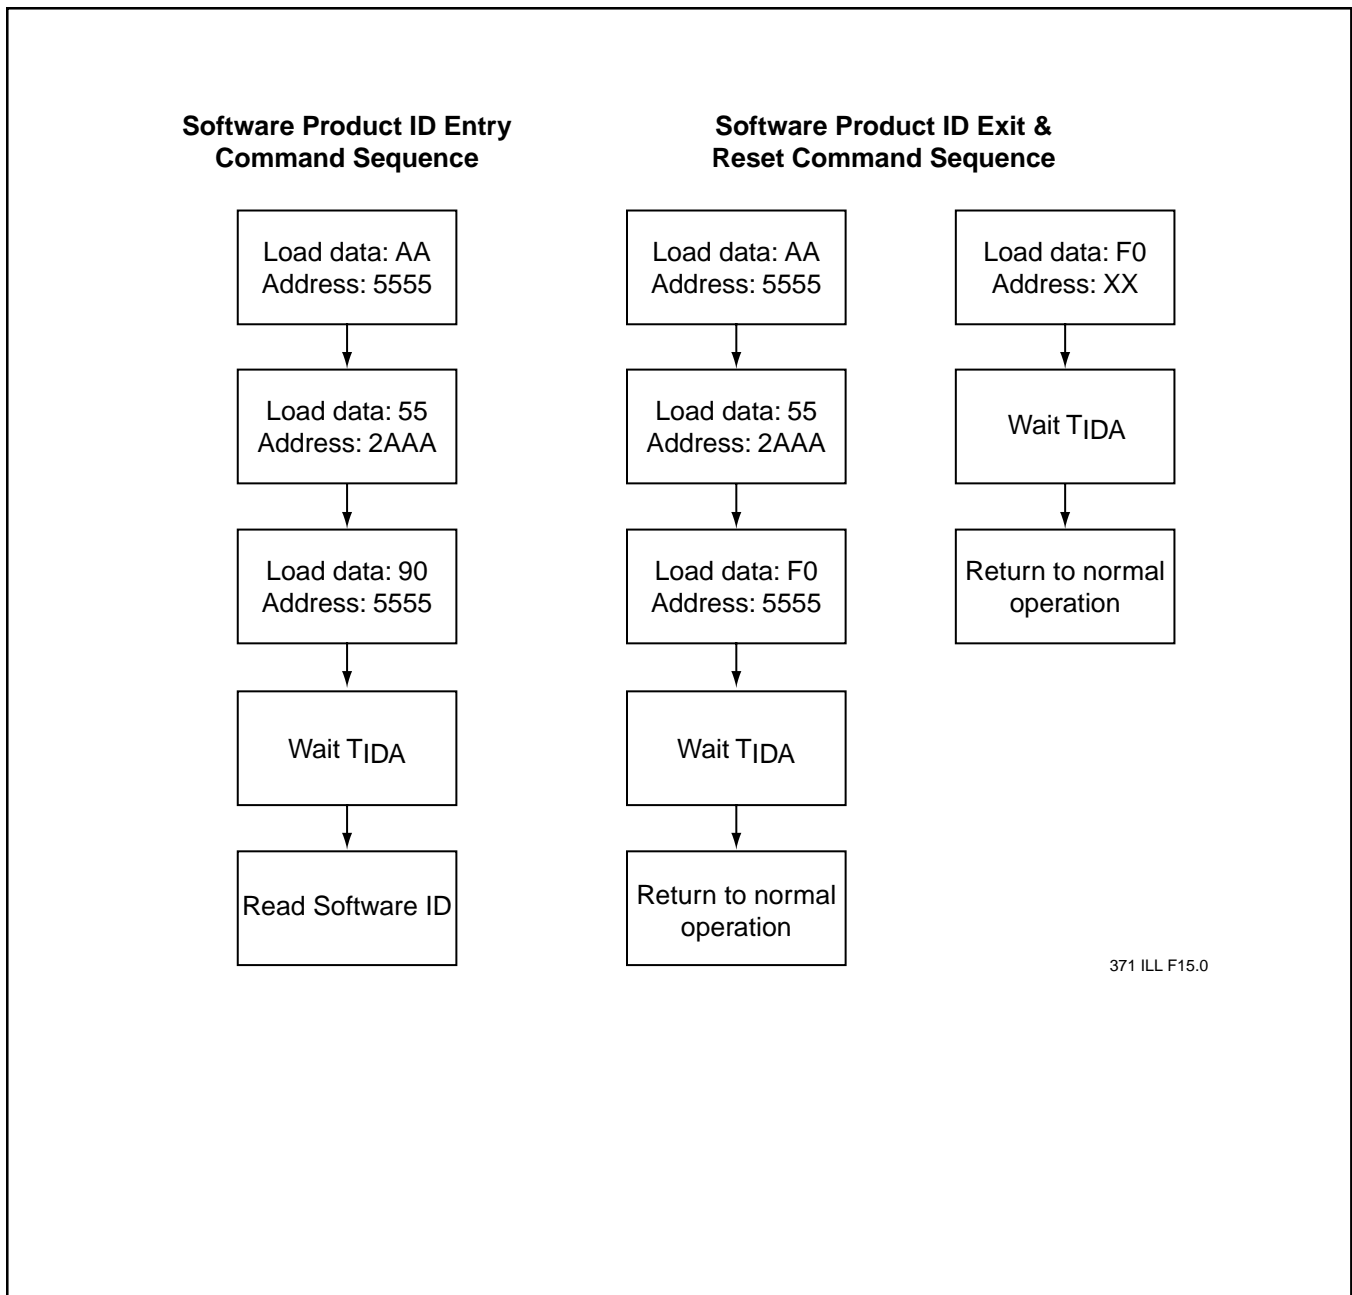 Software Product ID Entry
Command Sequence
Load data: AA
Address: 5555
Load data: 55
Address: 2AAA
Load data: 90
Address: 5555
Wait TIDA
Read Software ID
Software Product ID Exit &
Reset Command Sequence
Load data: AA
Address: 5555
Load data: 55
Address: 2AAA
Load data: F0
Address: 5555
Wait TIDA
Return to normal
operation
Load data: F0
Address: XX
Wait TIDA
Return to normal
operation
371 ILL F15.0